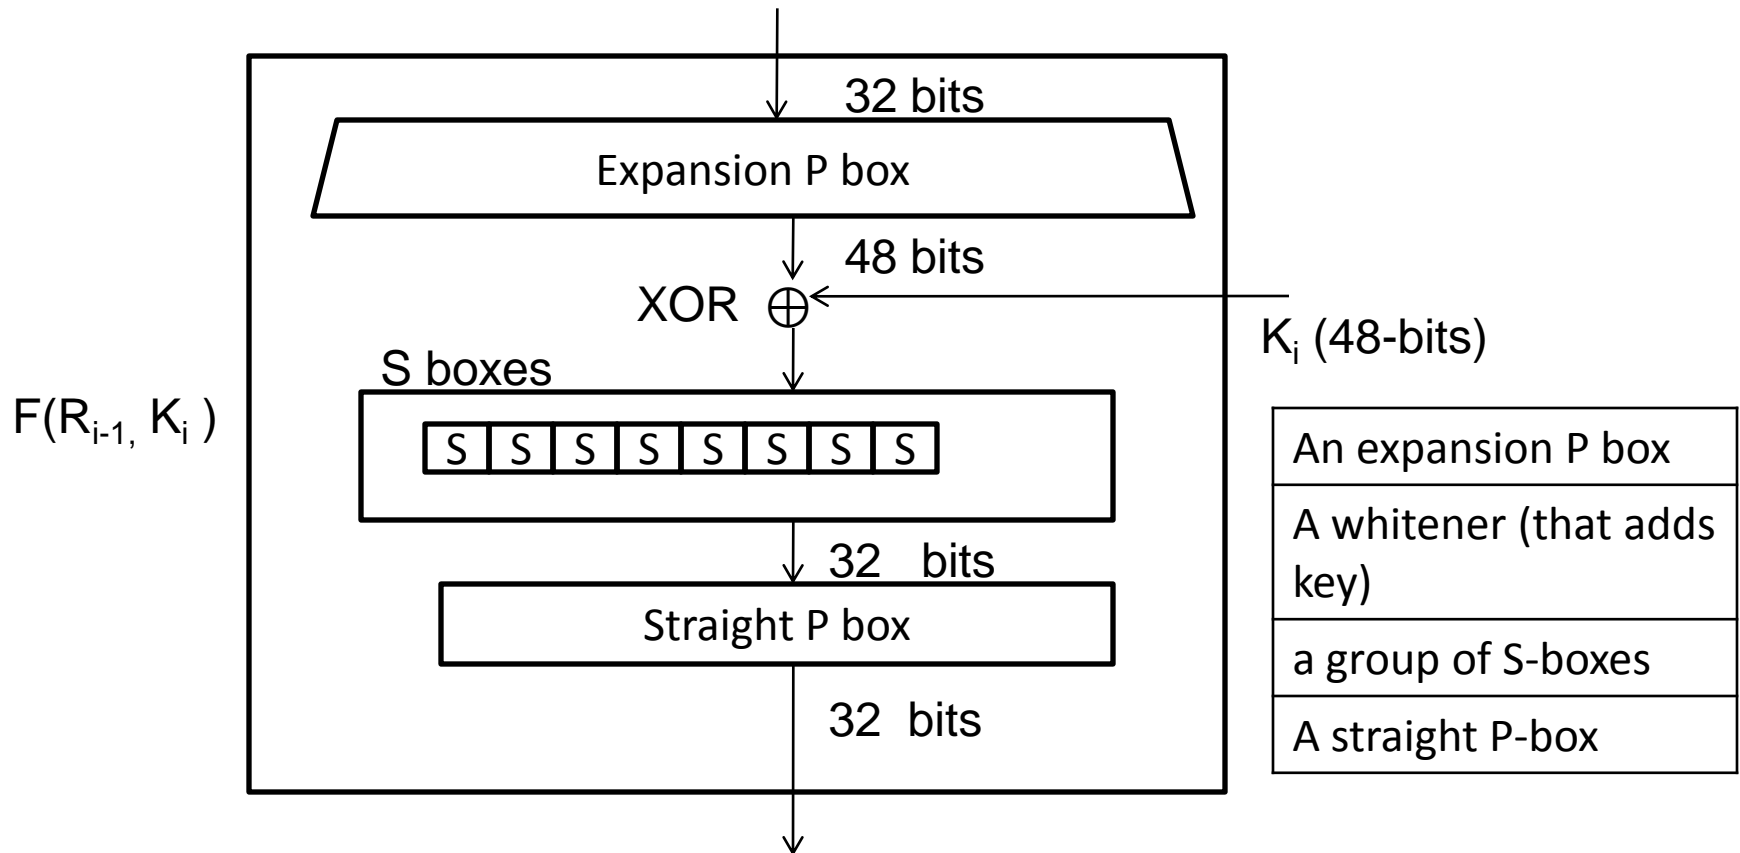 32 bits
Expansion P box
48 bits
XOR ⊕
K_i (48-bits)
S boxes
F(R_{i-1,} K_i )
S S S S S S S S
An expansion P box
A whitener (that adds
key)
32 bits
Straight P box
a group of S-boxes
32 bits
A straight P-box